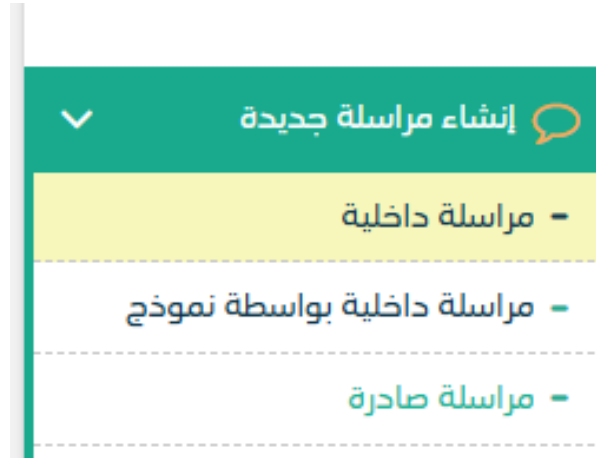 إنشاء مراسلة جديدة
- مراسلة داخلية
- مراسلة داخلية بواسطة نموذج
- مراسلة صادرة